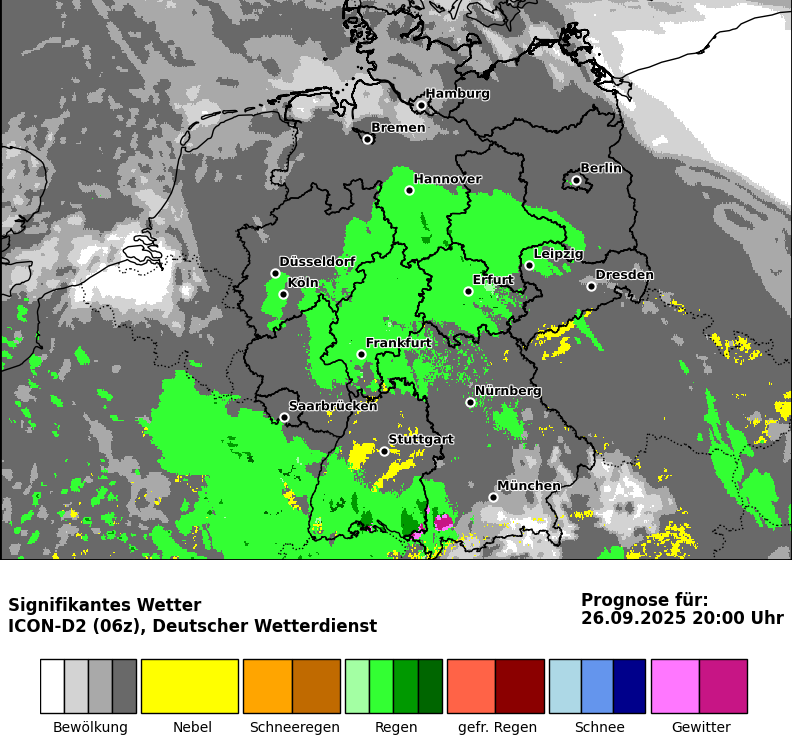 Hamburg
Bremen
Berlin
Hannover
Leipzig
Düsseldorf
Dresden
Erfurt
Köln
Frankfurt
Nürnberg
Saarbrücken
Stuttgart
München
Signifikantes Wetter
ICON-D2 (06z), Deutscher Wetterdienst
Prognose für:
26.09.2025 20:00 Uhr
Bewölkung
Nebel
Schneeregen
Regen
gefr. Regen
Schnee
Gewitter